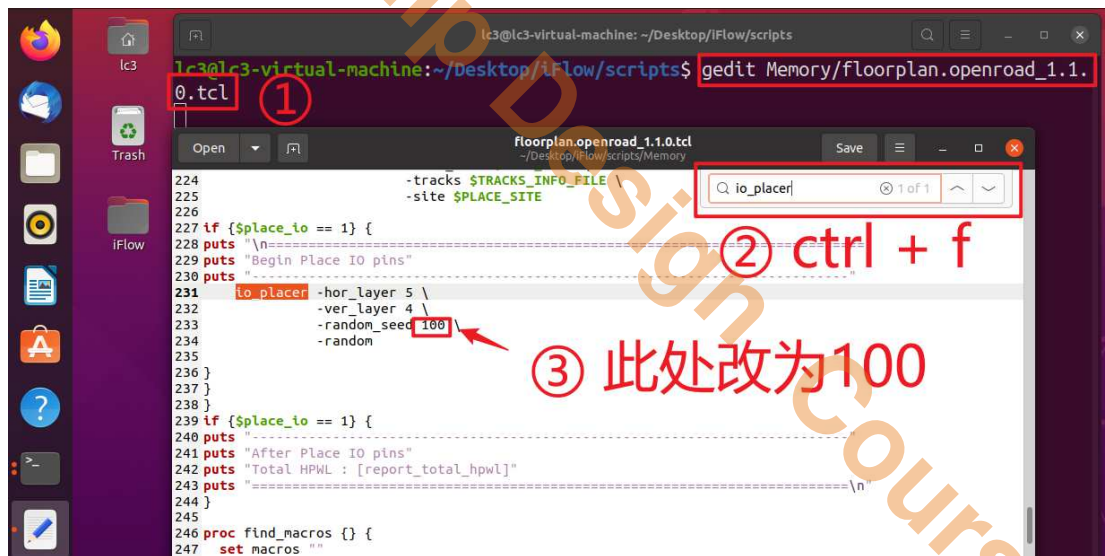 lc3@lc3-virtual-machine: ~/Desktop/iFlow/scripts
lc3
Trash
iFlow
lc3@lc3-virtual-machine:~/Desktop/iFlow/scripts$ gedit Memory/floorplan.openroad_1.1.
0.tcl
①
Open
floorplan.openroad_1.1.0.tcl
~/Desktop/iFlow/scripts/Memory
Save
io_placer
1 of 1
② ctrl + f
224 -tracks $TRACKS_INFO_FILE \
225 -site $PLACE_SITE
226
227 if {$place_io == 1} {
228 puts "\n==========================================================================
229 puts "Begin Place IO pins"
230 puts "--------------------------------------------------------------------------"
231 io_placer -hor_layer 5 \
232 -ver_layer 4 \
233 -random_seed 100 \
234 -random
235
236 }
237 }
238 }
③ 此处改为100
239 if {$place_io == 1} {
240 puts "--------------------------------------------------------------------------"
241 puts "After Place IO pins"
242 puts "Total HPWL : [report_total_hpwl]"
243 puts "==========================================================================\n"
244 }
245
246 proc find_macros {} {
247 set macros ""
ip Design Cours